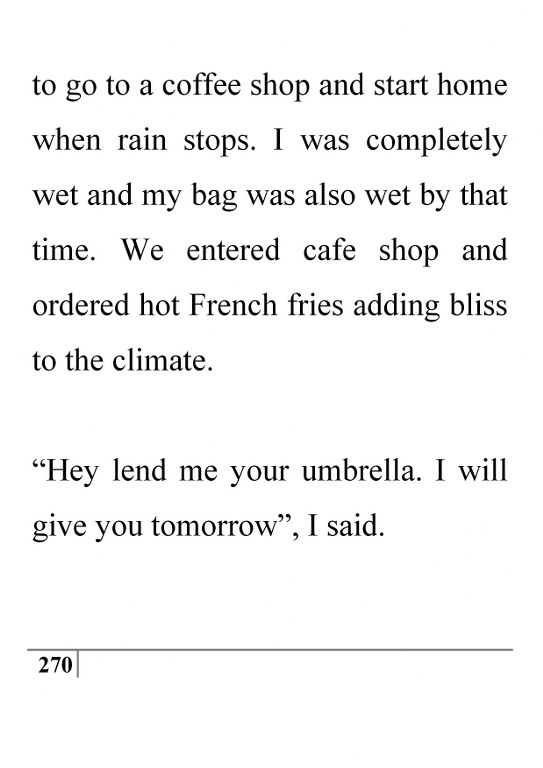 to go to a coffee shop and start home
when rain stops. I was completely
wet and my bag was also wet by that
time. We entered cafe shop and
ordered hot French fries adding bliss
to the climate.
“Hey lend me your umbrella. I will
give you tomorrow”, I said.
270